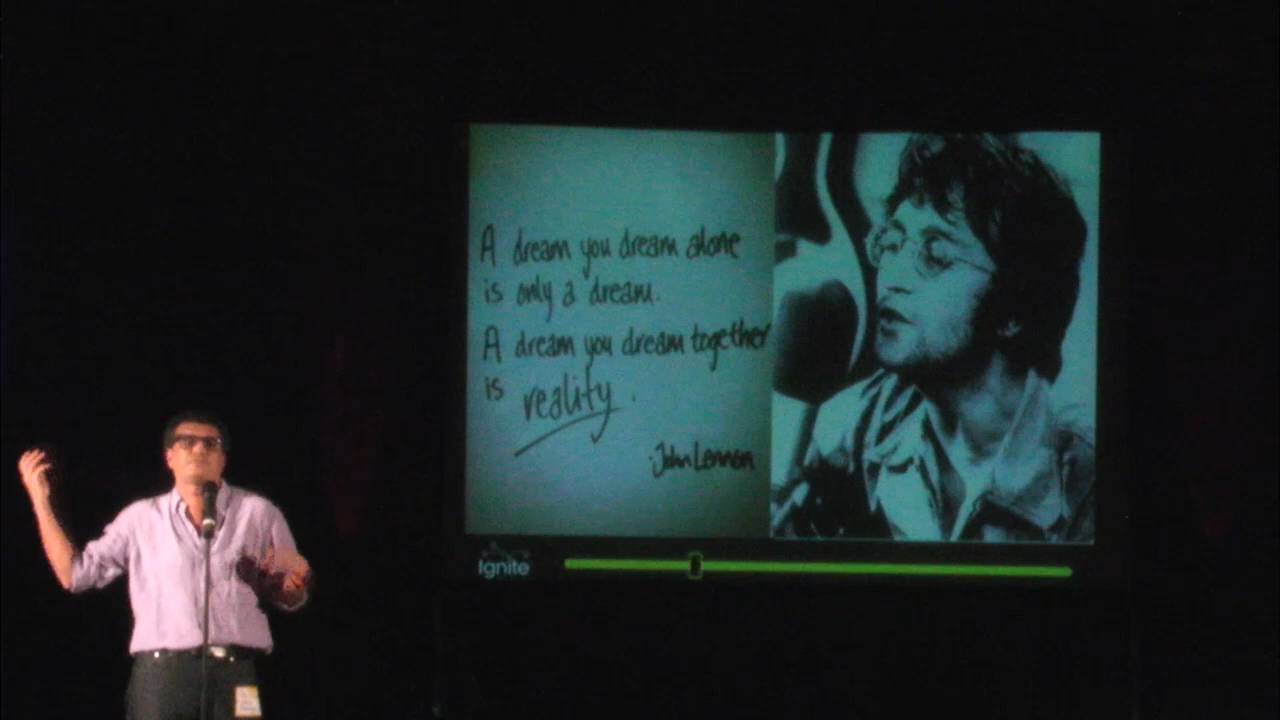 A dream you dream alone
is only a dream.
A dream you dream together
is reality.
·John Lennon
Ignite